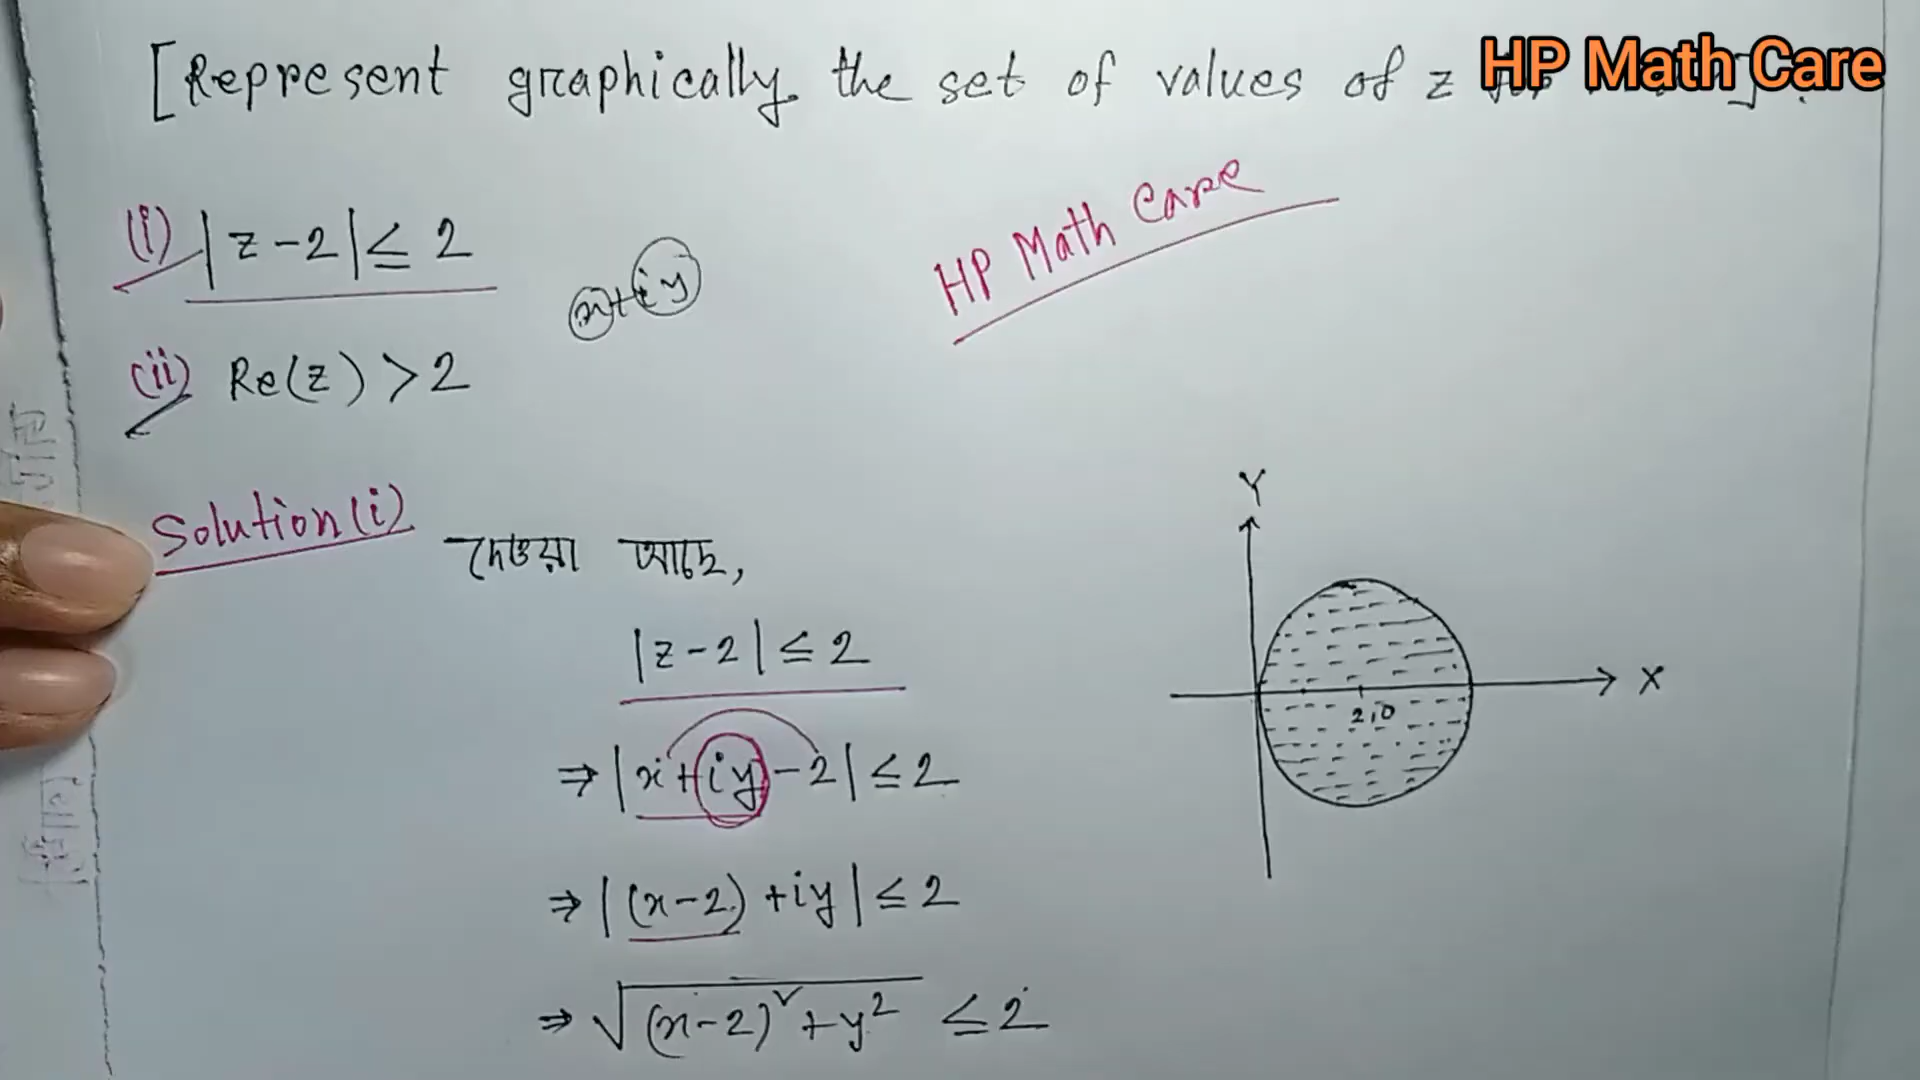 [Represent graphically the set of values of z
HP Math Care
(i) |z-2| ≤ 2
x+iy
HP Math Care
(ii) Re(z) > 2
Solution (i)
দেওয়া আছে,
|z-2| ≤ 2
⇒ |x+iy-2| ≤ 2
⇒ |(x-2)+iy| ≤ 2
⇒ √(x-2)² + y² ≤ 2
Y
X
2,0